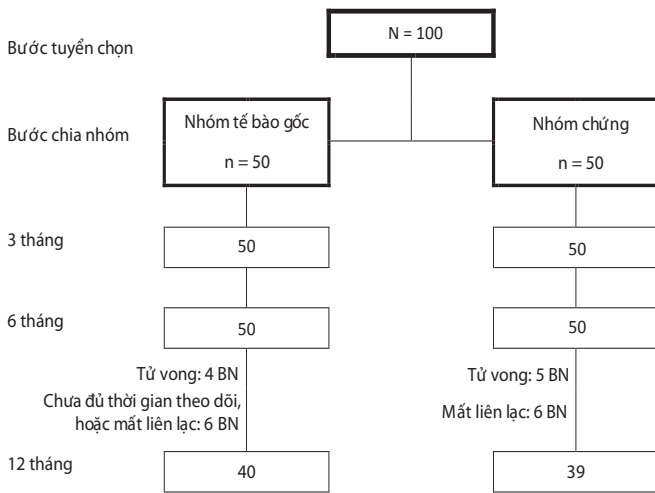 Bước tuyển chọn
N = 100
Bước chia nhóm
Nhóm tế bào gốc
n = 50
Nhóm chứng
n = 50
3 tháng
50
50
6 tháng
50
50
Tử vong: 4 BN
Chưa đủ thời gian theo dõi,
hoặc mất liên lạc: 6 BN
Tử vong: 5 BN
Mất liên lạc: 6 BN
12 tháng
40
39